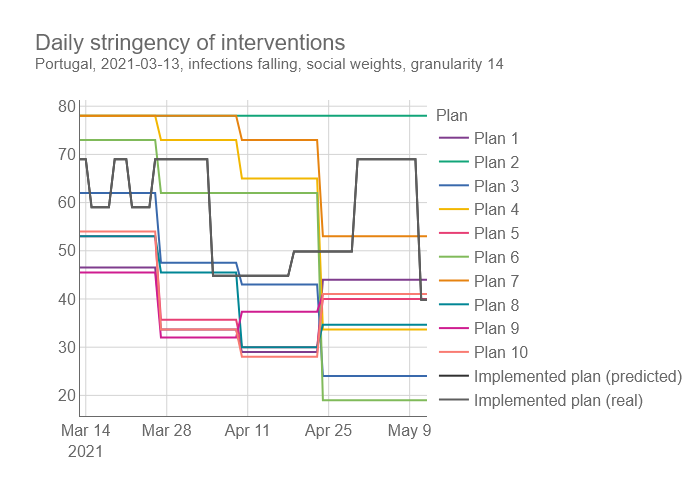 Daily stringency of interventions
Portugal, 2021-03-13, infections falling, social weights, granularity 14
80
70
60
50
40
30
20
Mar 14
2021
Mar 28
Apr 11
Apr 25
May 9
Plan
Plan 1
Plan 2
Plan 3
Plan 4
Plan 5
Plan 6
Plan 7
Plan 8
Plan 9
Plan 10
Implemented plan (predicted)
Implemented plan (real)